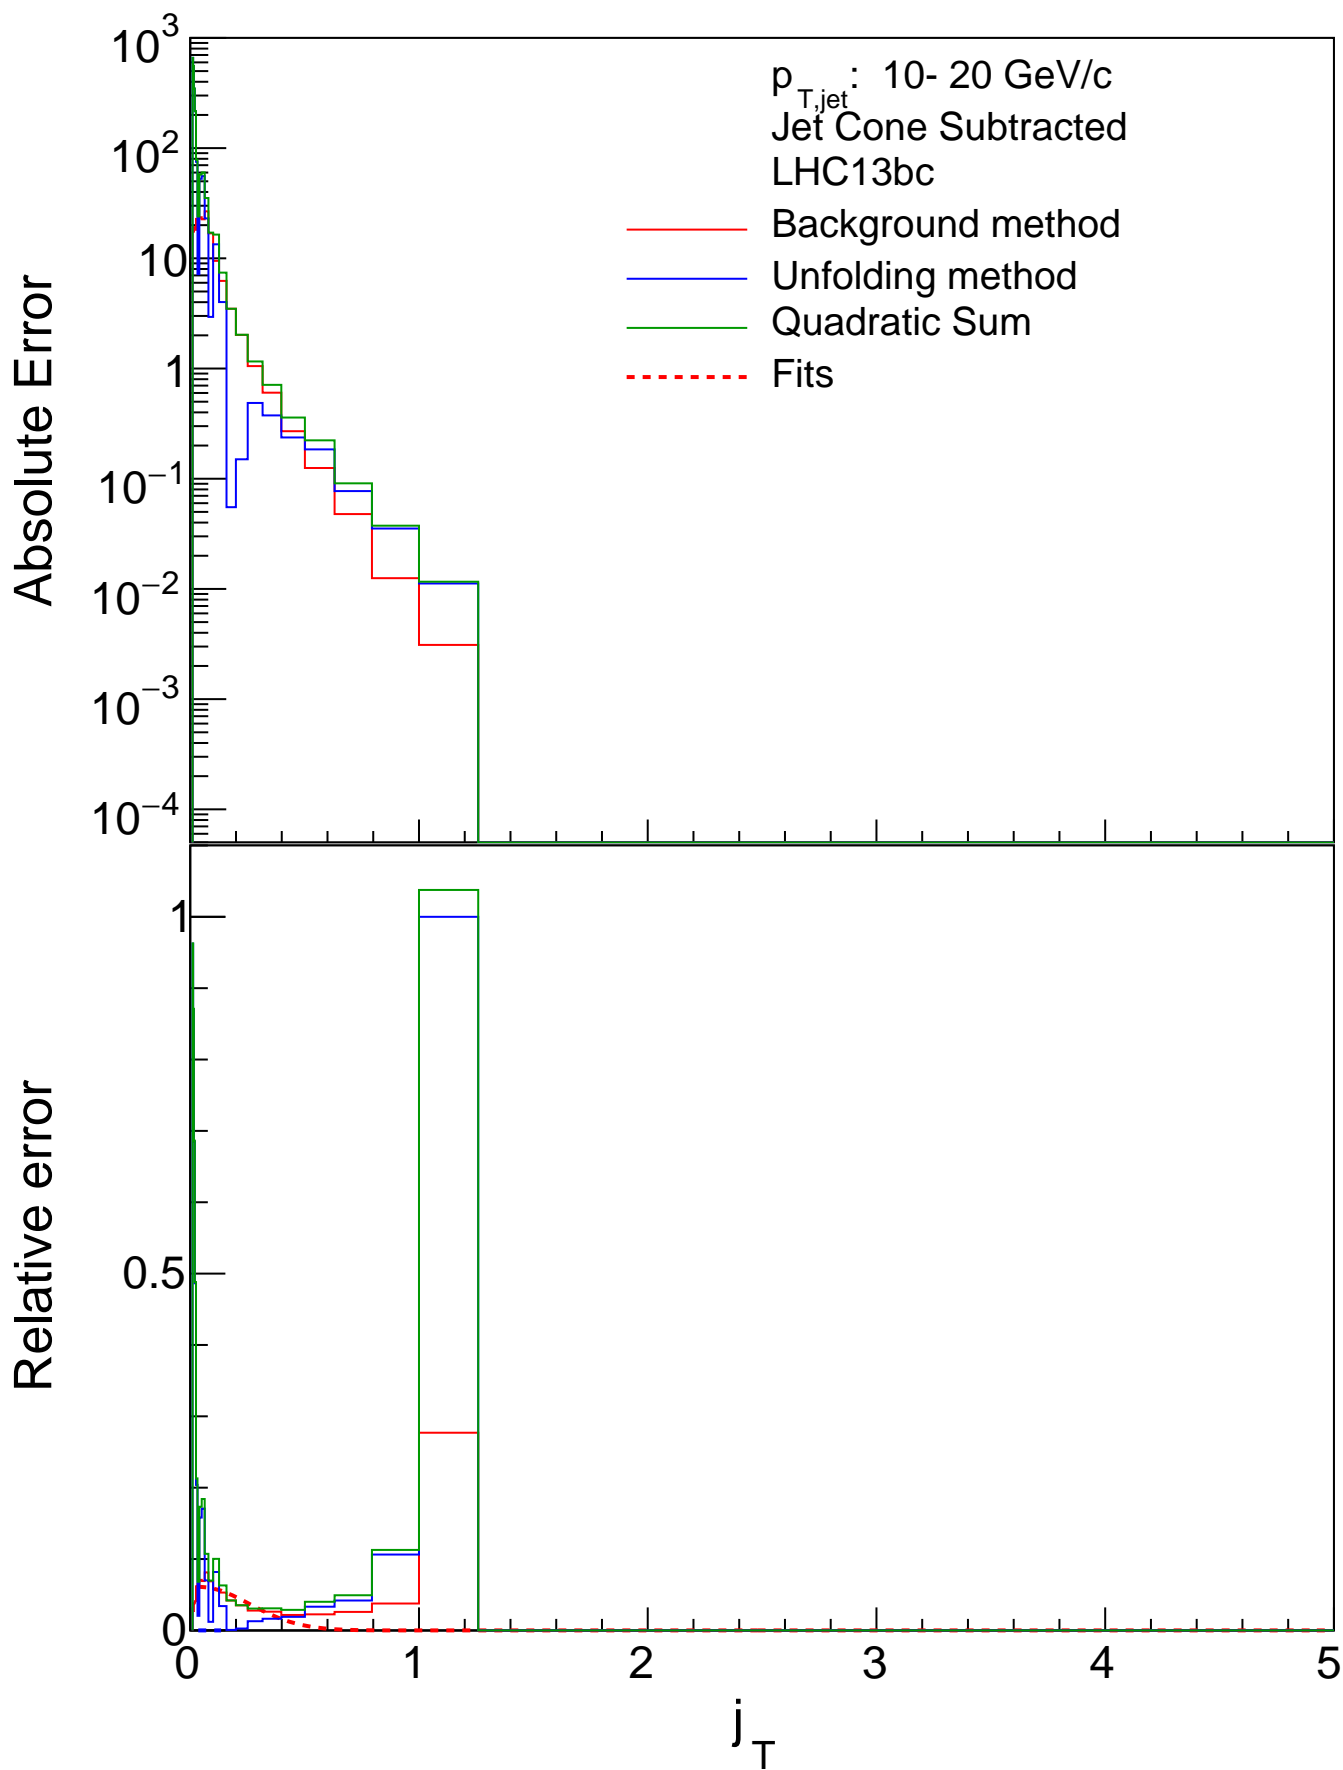 10³
10²
10
1
10⁻¹
10⁻²
10⁻³
10⁻⁴
Absolute Error
p_T,jet: 10- 20 GeV/c
Jet Cone Subtracted
LHC13bc
Background method
Unfolding method
Quadratic Sum
Fits
1
0.5
0
Relative error
0 1 2 3 4 5
j_T